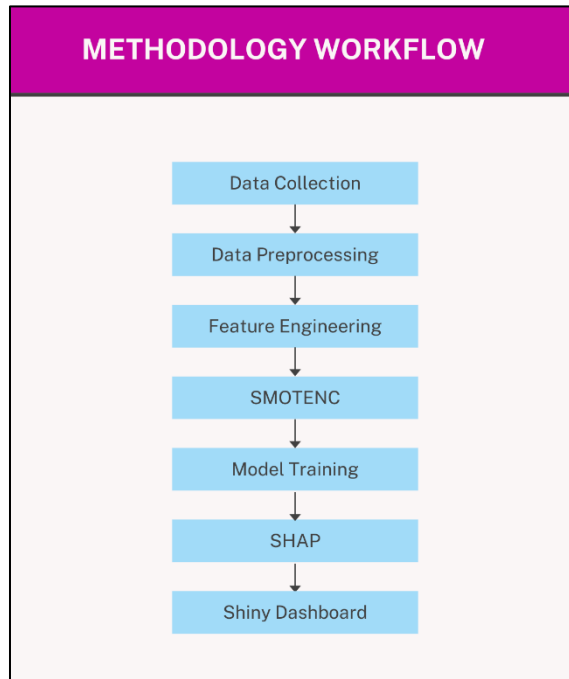 METHODOLOGY WORKFLOW
Data Collection
Data Preprocessing
Feature Engineering
SMOTENC
Model Training
SHAP
Shiny Dashboard